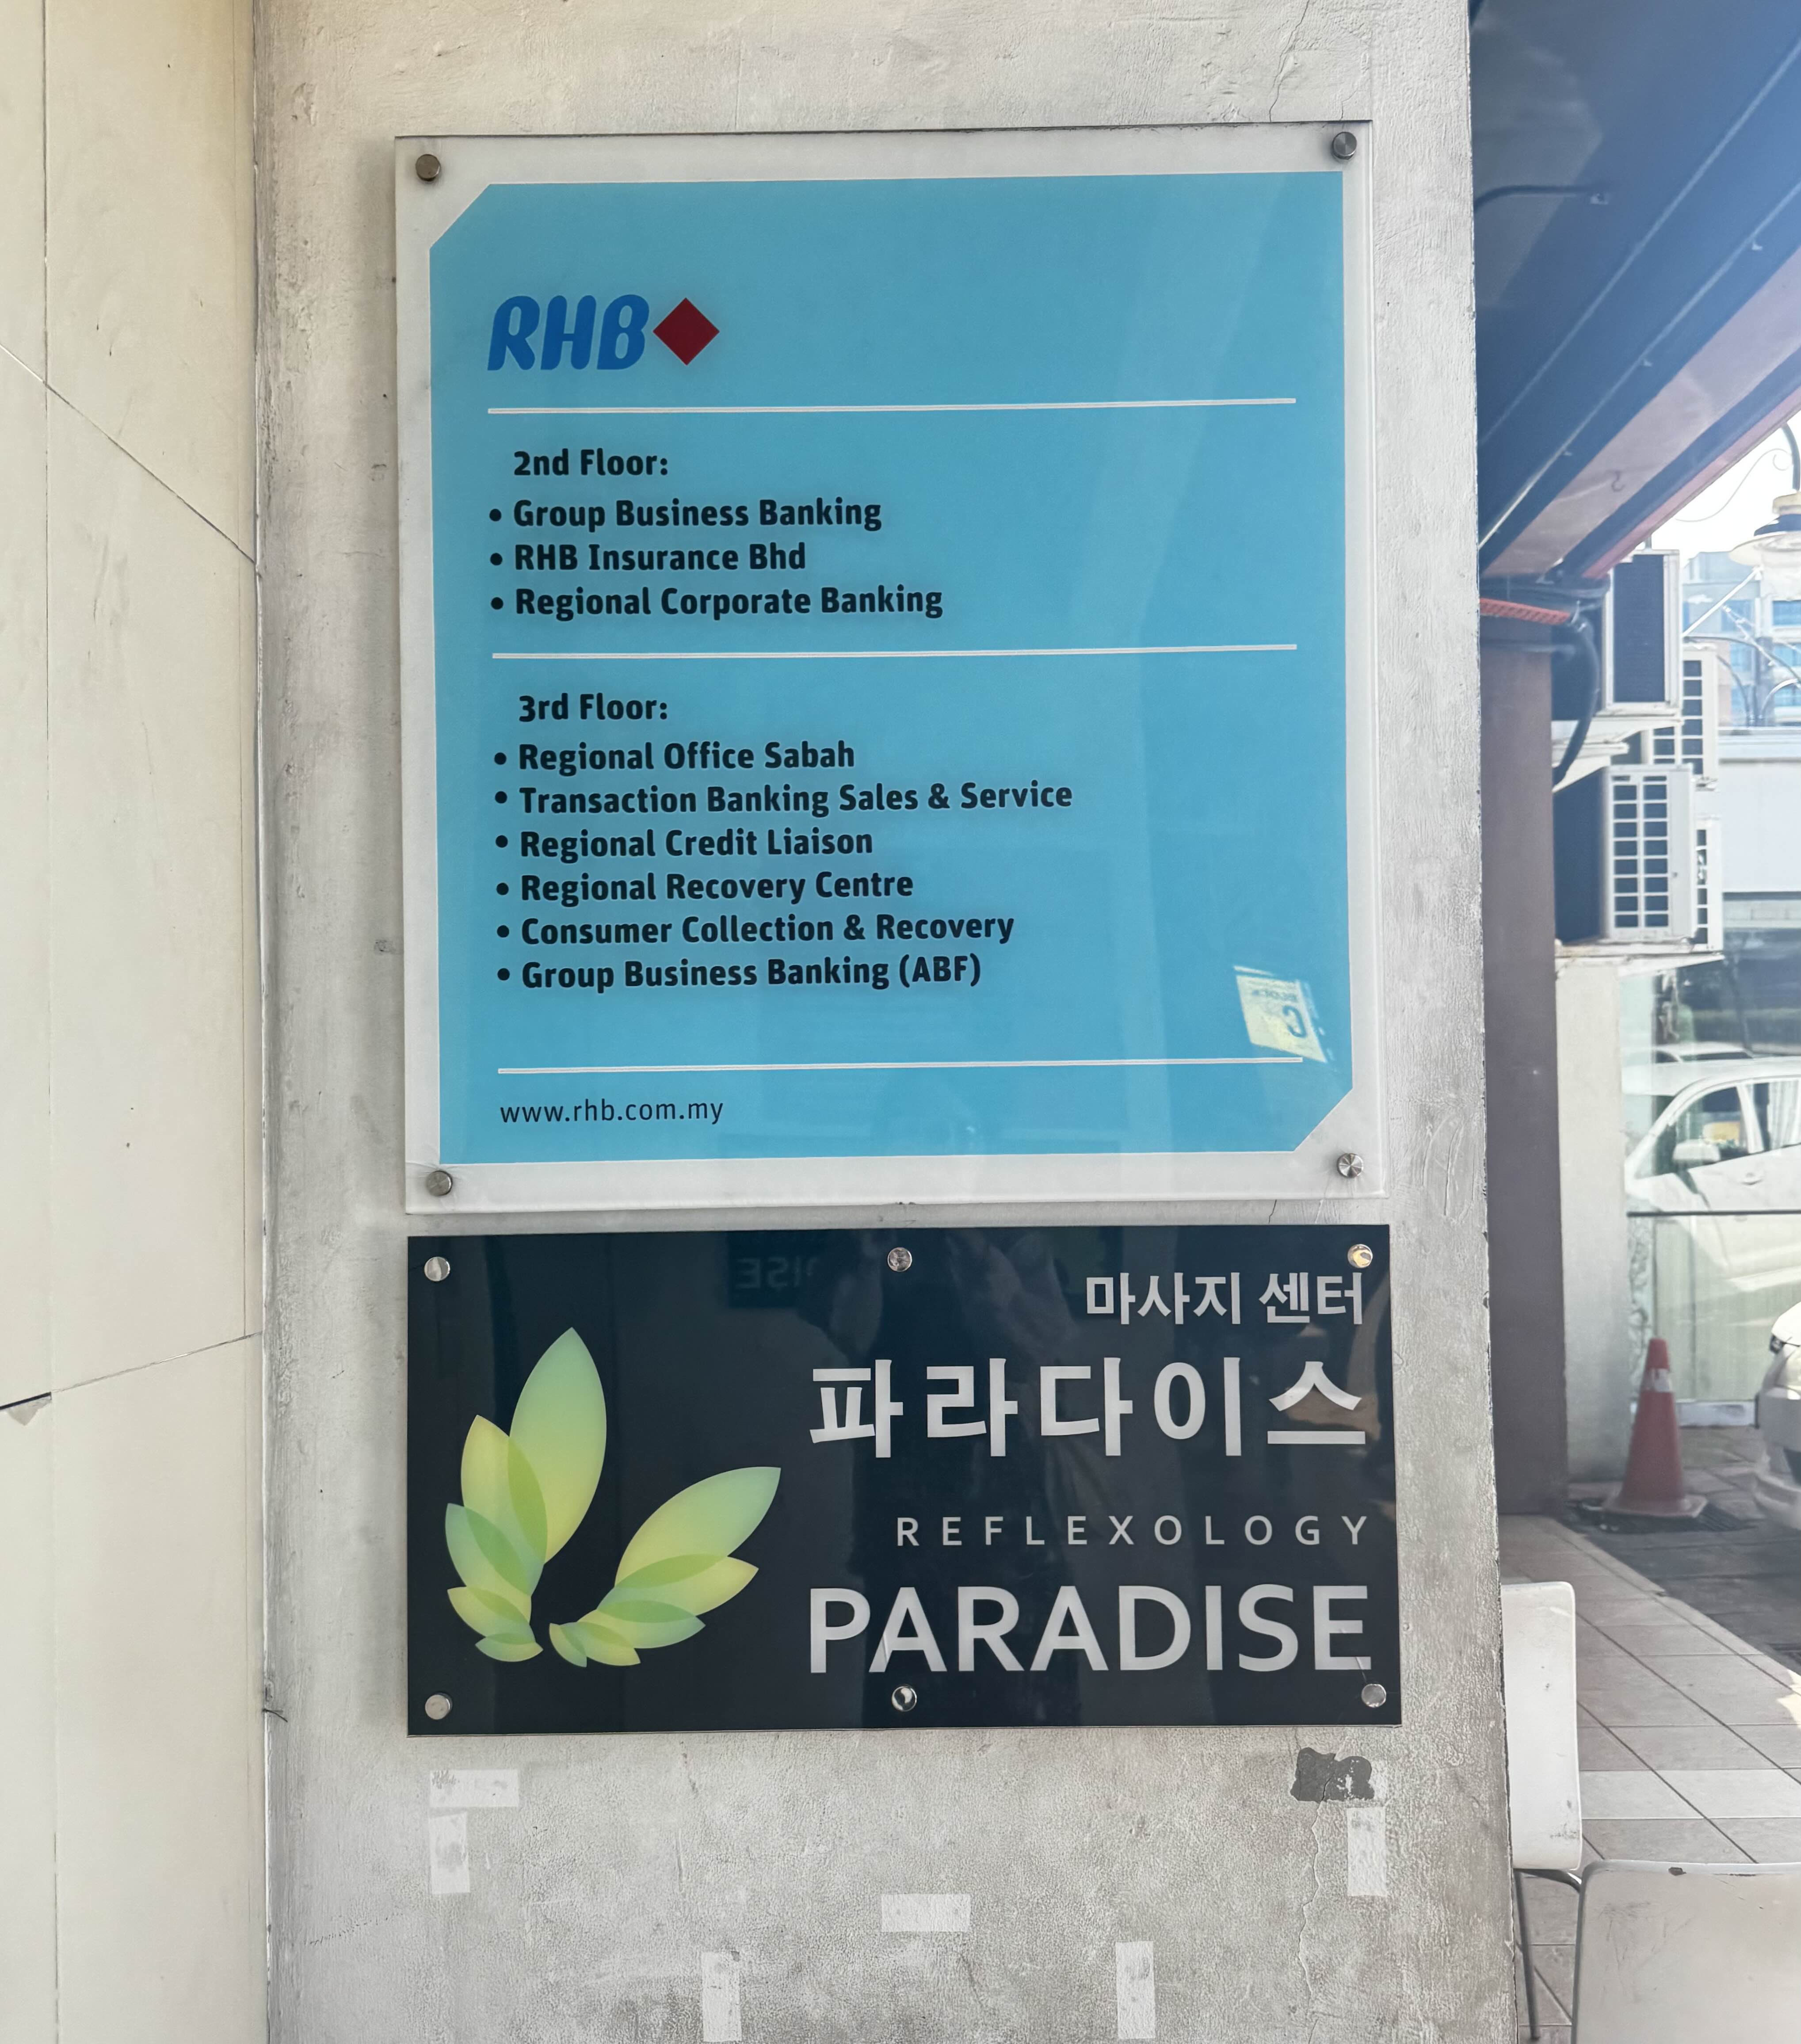 RHB
2nd Floor:
• Group Business Banking
• RHB Insurance Bhd
• Regional Corporate Banking
3rd Floor:
• Regional Office Sabah
• Transaction Banking Sales & Service
• Regional Credit Liaison
• Regional Recovery Centre
• Consumer Collection & Recovery
• Group Business Banking (ABF)
www.rhb.com.my
마사지 센터
파라다이스
REFLEXOLOGY
PARADISE